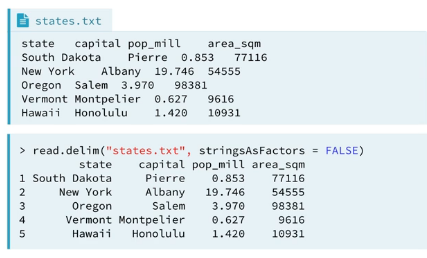 states.txt
state capital pop_mill area_sqm
South Dakota Pierre 0.853 77116
New York Albany 19.746 54555
Oregon Salem 3.970 98381
Vermont Montpelier 0.627 9616
Hawaii Honolulu 1.420 10931
> read.delim("states.txt", stringsAsFactors = FALSE)
state capital pop_mill area_sqm
1 South Dakota Pierre 0.853 77116
2 New York Albany 19.746 54555
3 Oregon Salem 3.970 98381
4 Vermont Montpelier 0.627 9616
5 Hawaii Honolulu 1.420 10931